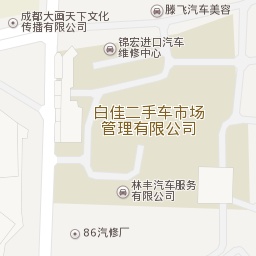 滕飞汽车美容
成都大画天下文化
传播有限公司
锦宏进口汽车
维修中心
白佳二手车市场
管理有限公司
林丰汽车服务
有限公司
86汽修厂